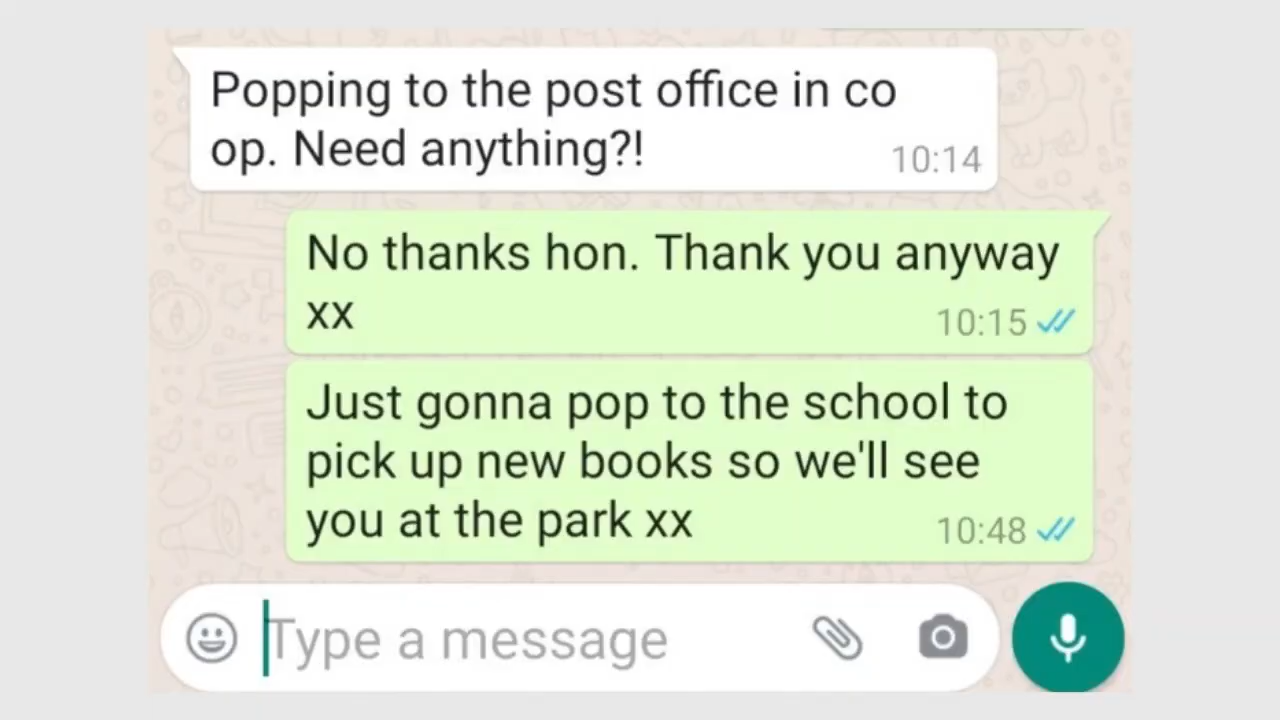 Popping to the post office in co
op. Need anything?!
10:14
No thanks hon. Thank you anyway
xx
10:15
Just gonna pop to the school to
pick up new books so we'll see
you at the park xx
10:48
Type a message